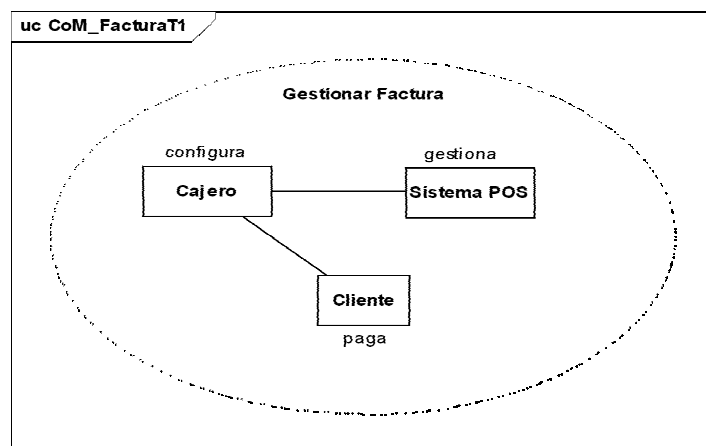 uc CoM_FacturaT1
Gestionar Factura
configura
gestiona
Cajero
Sistema POS
Cliente
paga